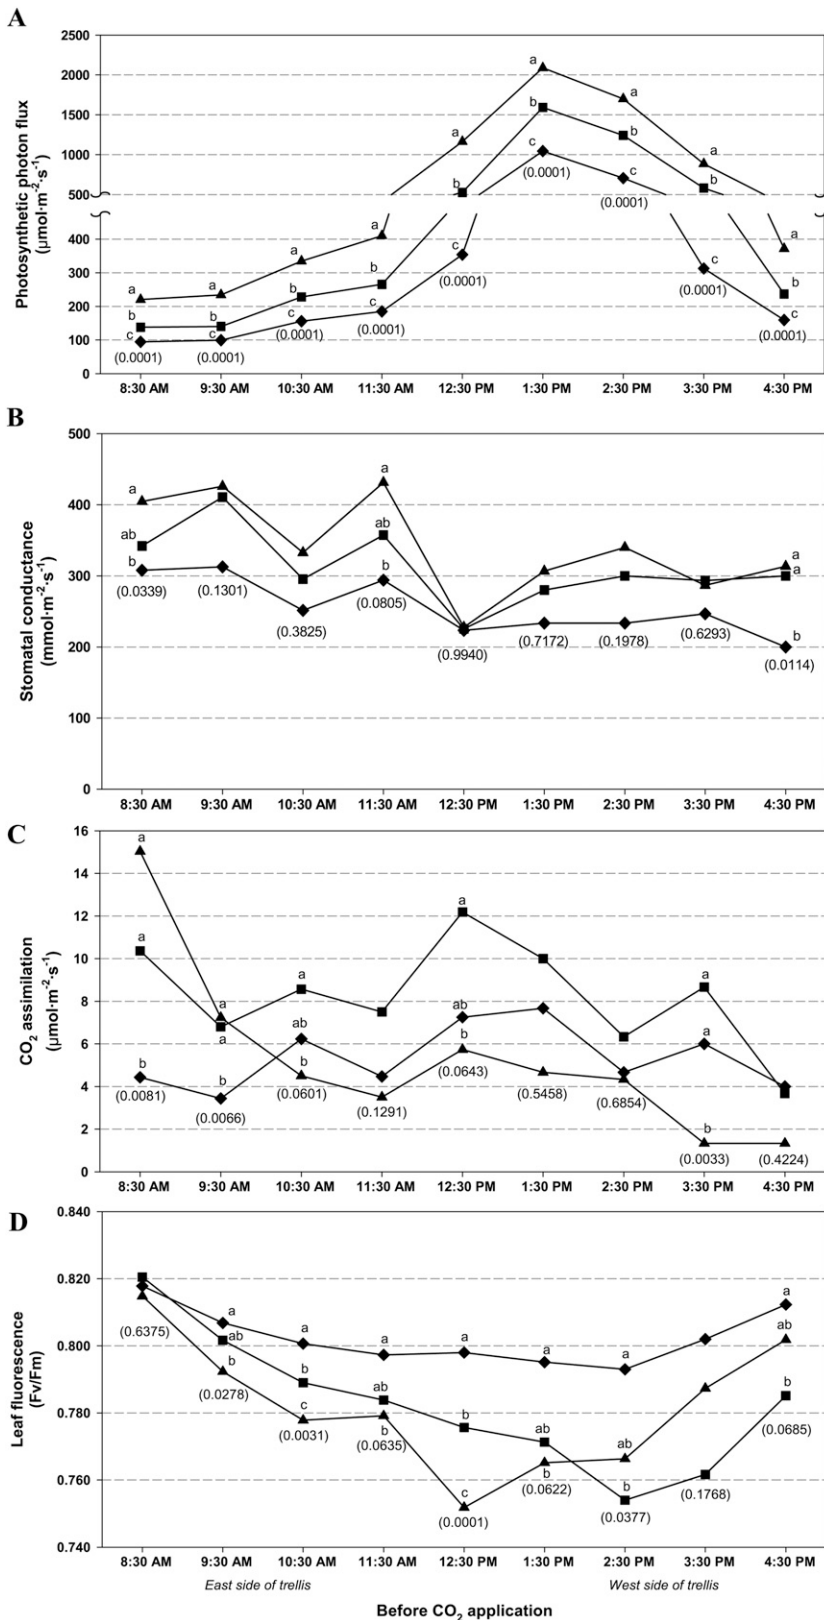 A
Photosynthetic photon flux
(µmol·m⁻²·s⁻¹)
2500
2000
1500
1000
500
400
300
200
100
0
a
a
a
a
a
a
a
a
a
b
b
b
b
b
b
b
b
b
c
c
c
c
c
c
c
c
c
(0.0001)
(0.0001)
(0.0001)
(0.0001)
(0.0001)
(0.0001)
(0.0001)
(0.0001)
(0.0001)
8:30 AM 9:30 AM 10:30 AM 11:30 AM 12:30 PM 1:30 PM 2:30 PM 3:30 PM 4:30 PM
B
Stomatal conductance
(mmol·m⁻²·s⁻¹)
500
400
300
200
100
0
a
ab
b
(0.0339)
(0.1301)
(0.3825)
a
ab
b
(0.0805)
(0.9940)
(0.7172)
(0.1978)
(0.6293)
a
a
b
(0.0114)
8:30 AM 9:30 AM 10:30 AM 11:30 AM 12:30 PM 1:30 PM 2:30 PM 3:30 PM 4:30 PM
C
CO₂ assimilation
(µmol·m⁻²·s⁻¹)
16
14
12
10
8
6
4
2
0
a
a
b
(0.0081)
a
a
b
(0.0066)
a
ab
b
(0.0601)
(0.1291)
a
ab
b
(0.0643)
(0.5458)
(0.6854)
a
a
b
(0.0033)
(0.4224)
8:30 AM 9:30 AM 10:30 AM 11:30 AM 12:30 PM 1:30 PM 2:30 PM 3:30 PM 4:30 PM
D
Leaf fluorescence
(Fv/Fm)
0.840
0.820
0.800
0.780
0.760
0.740
(0.6375)
a
ab
b
(0.0278)
a
b
c
(0.0031)
a
ab
b
(0.0635)
a
b
c
(0.0001)
a
ab
b
(0.0622)
a
ab
b
(0.0377)
(0.1768)
a
ab
b
(0.0685)
8:30 AM 9:30 AM 10:30 AM 11:30 AM 12:30 PM 1:30 PM 2:30 PM 3:30 PM 4:30 PM
East side of trellis West side of trellis
Before CO₂ application